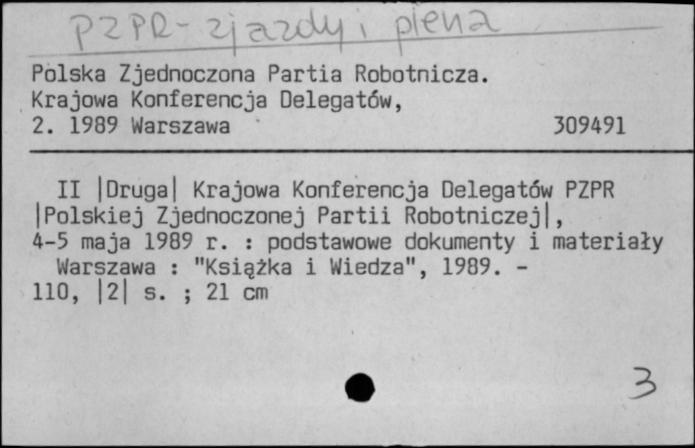 PZPR - zjazdy i plena
Polska Zjednoczona Partia Robotnicza.
Krajowa Konferencja Delegatów,
2. 1989 Warszawa 309491
II |Druga| Krajowa Konferencja Delegatów PZPR
|Polskiej Zjednoczonej Partii Robotniczej|,
4-5 maja 1989 r. : podstawowe dokumenty i materiały
Warszawa : "Książka i Wiedza", 1989. -
110, |2| s. ; 21 cm
3